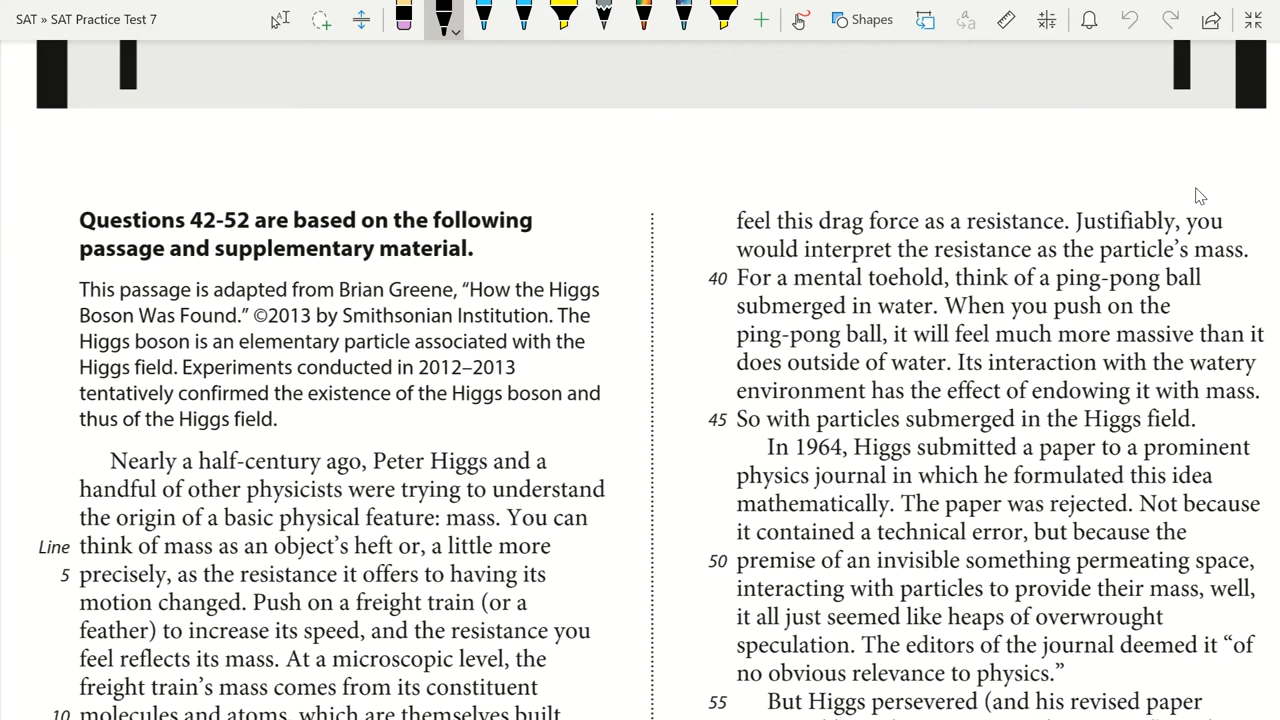 SAT » SAT Practice Test 7
Shapes
Questions 42-52 are based on the following
passage and supplementary material.
This passage is adapted from Brian Greene, “How the Higgs
Boson Was Found.” ©2013 by Smithsonian Institution. The
Higgs boson is an elementary particle associated with the
Higgs field. Experiments conducted in 2012–2013
tentatively confirmed the existence of the Higgs boson and
thus of the Higgs field.
Nearly a half-century ago, Peter Higgs and a
handful of other physicists were trying to understand
the origin of a basic physical feature: mass. You can
Line think of mass as an object’s heft or, a little more
5 precisely, as the resistance it offers to having its
motion changed. Push on a freight train (or a
feather) to increase its speed, and the resistance you
feel reflects its mass. At a microscopic level, the
freight train’s mass comes from its constituent
10 molecules and atoms, which are themselves built
feel this drag force as a resistance. Justifiably, you
would interpret the resistance as the particle’s mass.
40 For a mental toehold, think of a ping-pong ball
submerged in water. When you push on the
ping-pong ball, it will feel much more massive than it
does outside of water. Its interaction with the watery
environment has the effect of endowing it with mass.
45 So with particles submerged in the Higgs field.
In 1964, Higgs submitted a paper to a prominent
physics journal in which he formulated this idea
mathematically. The paper was rejected. Not because
it contained a technical error, but because the
50 premise of an invisible something permeating space,
interacting with particles to provide their mass, well,
it all just seemed like heaps of overwrought
speculation. The editors of the journal deemed it “of
no obvious relevance to physics.”
55 But Higgs persevered (and his revised paper